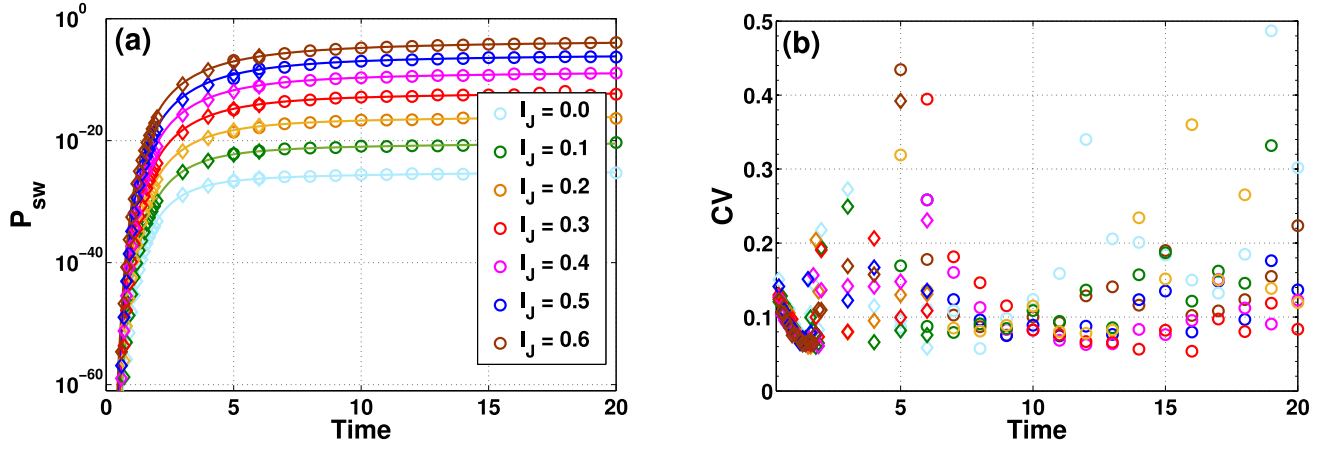 (a)
P_sw
10^0
10^-20
10^-40
10^-60
0 5 10 15 20
Time
I_J = 0.0
I_J = 0.1
I_J = 0.2
I_J = 0.3
I_J = 0.4
I_J = 0.5
I_J = 0.6
(b)
CV
0.5
0.4
0.3
0.2
0.1
0
5 10 15 20
Time